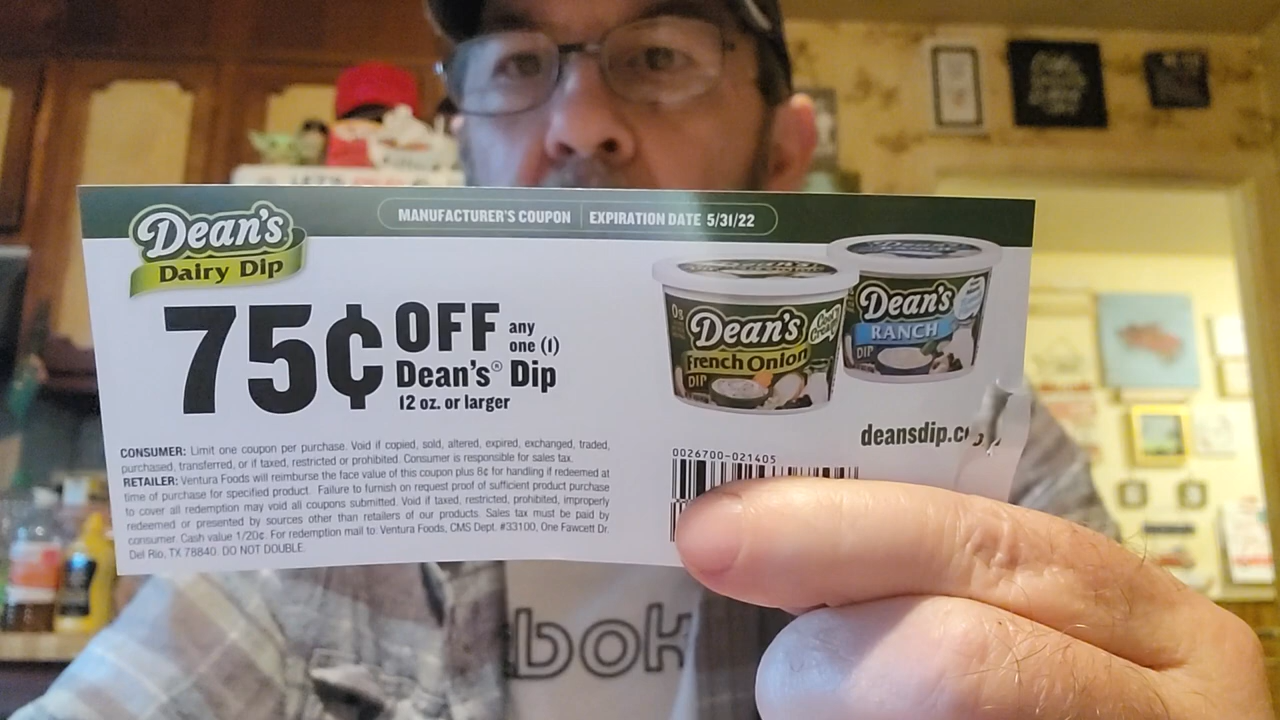 MANUFACTURER'S COUPON EXPIRATION DATE 5/31/22
Dean's
Dairy Dip
75¢ OFF any one (1)
Dean's® Dip
12 oz. or larger
Dean's
French Onion
DIP
Dean's
RANCH
DIP
deansdip.co
0026700-021405
CONSUMER: Limit one coupon per purchase. Void if copied, sold, altered, expired, exchanged, traded,
purchased, transferred, or if taxed, restricted or prohibited. Consumer is responsible for sales tax.
RETAILER: Ventura Foods will reimburse the face value of this coupon plus 8¢ for handling if redeemed at
time of purchase for specified product. Failure to furnish on request proof of sufficient product purchase
to cover all redemption may void all coupons submitted. Void if taxed, restricted, prohibited, improperly
redeemed or presented by sources other than retailers of our products. Sales tax must be paid by
consumer. Cash value 1/20¢. For redemption mail to: Ventura Foods, CMS Dept. #33100, One Fawcett Dr.
Del Rio, TX 78840. DO NOT DOUBLE.
bok